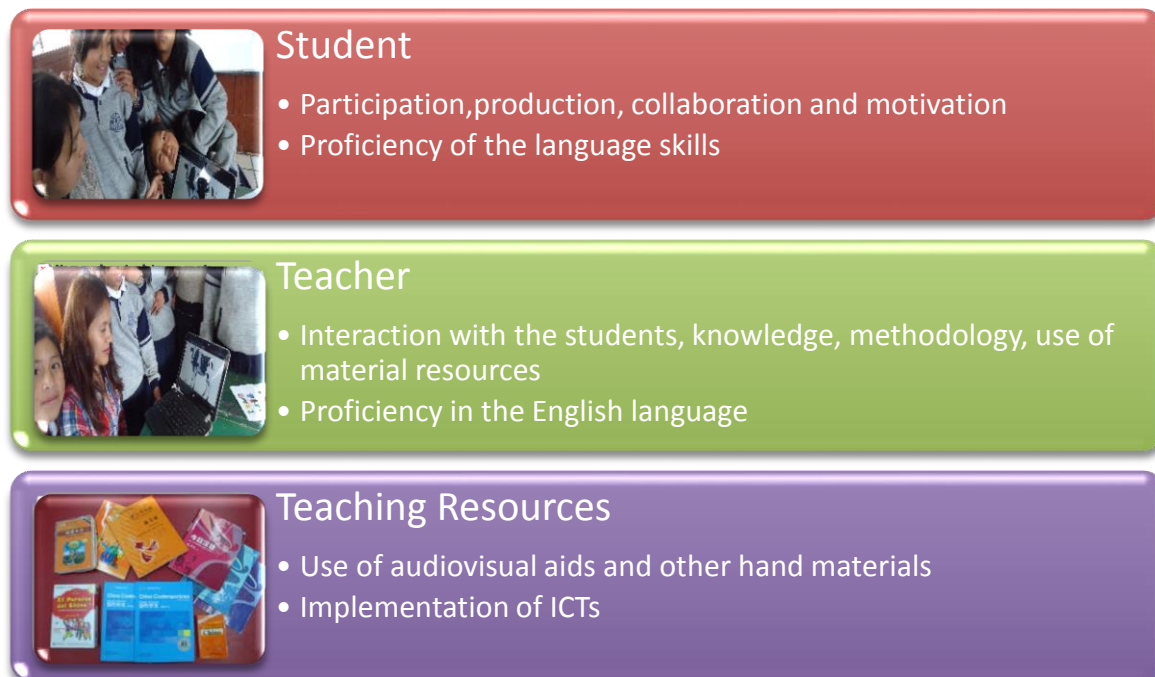 Student
• Participation,production, collaboration and motivation
• Proficiency of the language skills
Teacher
• Interaction with the students, knowledge, methodology, use of
material resources
• Proficiency in the English language
Teaching Resources
• Use of audiovisual aids and other hand materials
• Implementation of ICTs